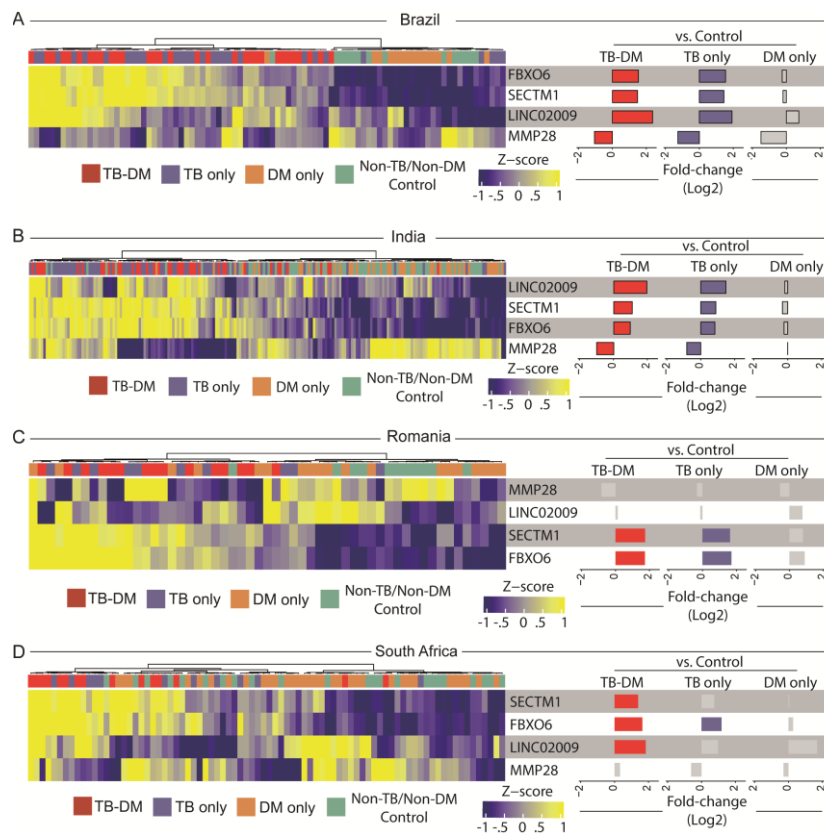 A Brazil
vs. Control
TB-DM TB only DM only
FBXO6
SECTM1
LINC02009
MMP28
-2 0 2 -2 0 2 -2 0 2
Fold-change
(Log2)
TB-DM TB only DM only Non-TB/Non-DM
Control
Z-score
-1 -.5 0 .5 1
B India
vs. Control
TB-DM TB only DM only
LINC02009
SECTM1
FBXO6
MMP28
-2 0 2 -2 0 2 -2 0 2
Fold-change
(Log2)
TB-DM TB only DM only Non-TB/Non-DM
Control
Z-score
-1 -.5 0 .5 1
C Romania
vs. Control
TB-DM TB only DM only
MMP28
LINC02009
SECTM1
FBXO6
-2 0 2 -2 0 2 -2 0 2
Fold-change
(Log2)
TB-DM TB only DM only Non-TB/Non-DM
Control
Z-score
-1 -.5 0 .5 1
D South Africa
vs. Control
TB-DM TB only DM only
SECTM1
FBXO6
LINC02009
MMP28
-2 0 2 -2 0 2 -2 0 2
Fold-change
(Log2)
TB-DM TB only DM only Non-TB/Non-DM
Control
Z-score
-1 -.5 0 .5 1